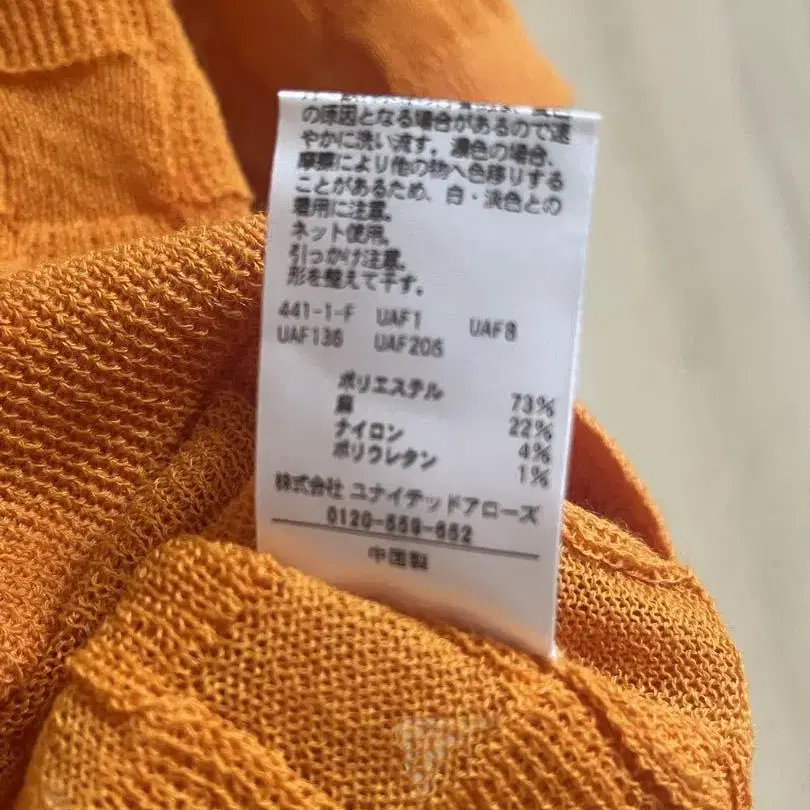 の原因となる場合があるので速
やかに洗い流す。濃色の場合、
摩擦により他の物へ色移りする
ことがあるため、白・淡色との
着用に注意。
ネット使用。
引っかけ注意。
形を整えて干す。
441-1-F UAF1 UAF8
UAF136 UAF206
ポリエステル 73%
麻 22%
ナイロン 4%
ポリウレタン 1%
株式会社 ユナイテッドアローズ
0120-559-652
中国製